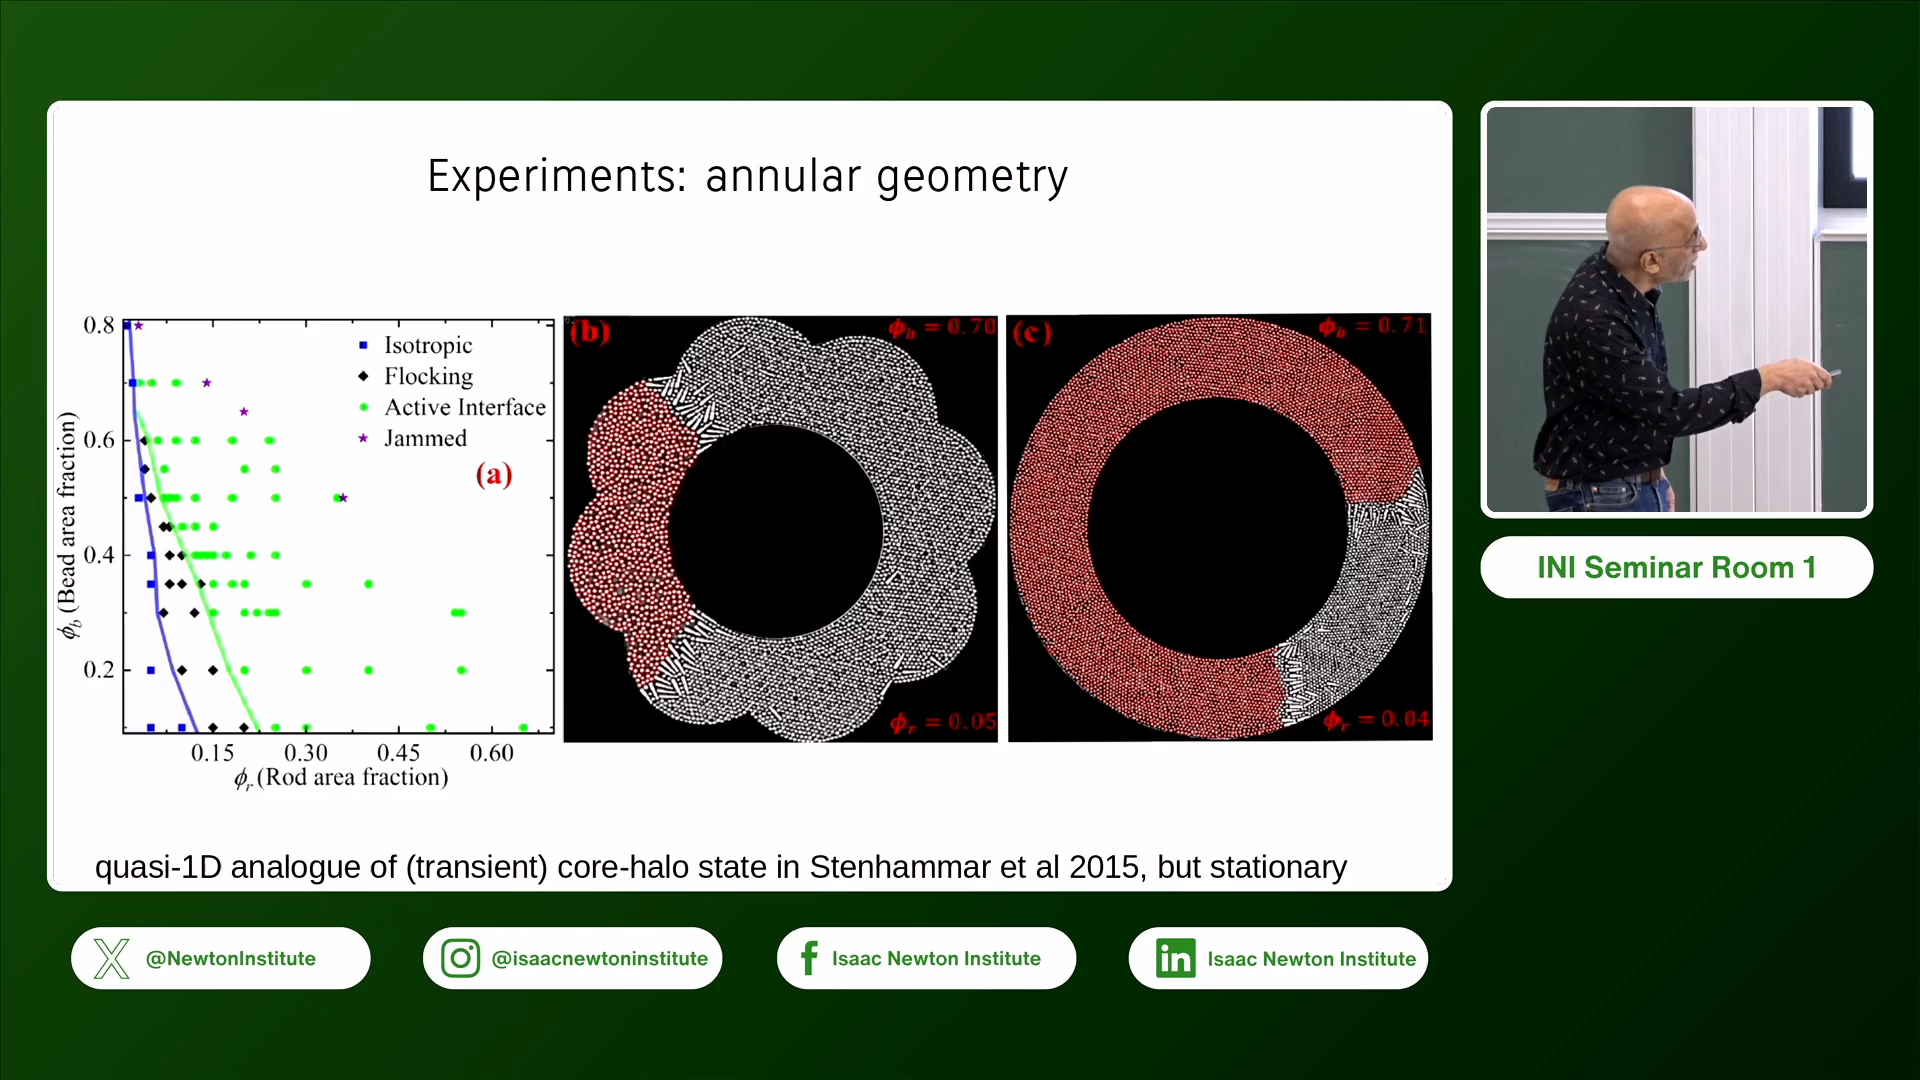 Experiments: annular geometry
0.8
0.6
0.4
0.2
ϕb (Bead area fraction)
Isotropic
Flocking
Active Interface
Jammed
(a)
0.15 0.30 0.45 0.60
ϕr (Rod area fraction)
(b)
ϕb = 0.70
ϕr = 0.05
(c)
ϕb = 0.71
ϕr = 0.04
quasi-1D analogue of (transient) core-halo state in Stenhammar et al 2015, but stationary
INI Seminar Room 1
@NewtonInstitute
@isaacnewtoninstitute
Isaac Newton Institute
Isaac Newton Institute